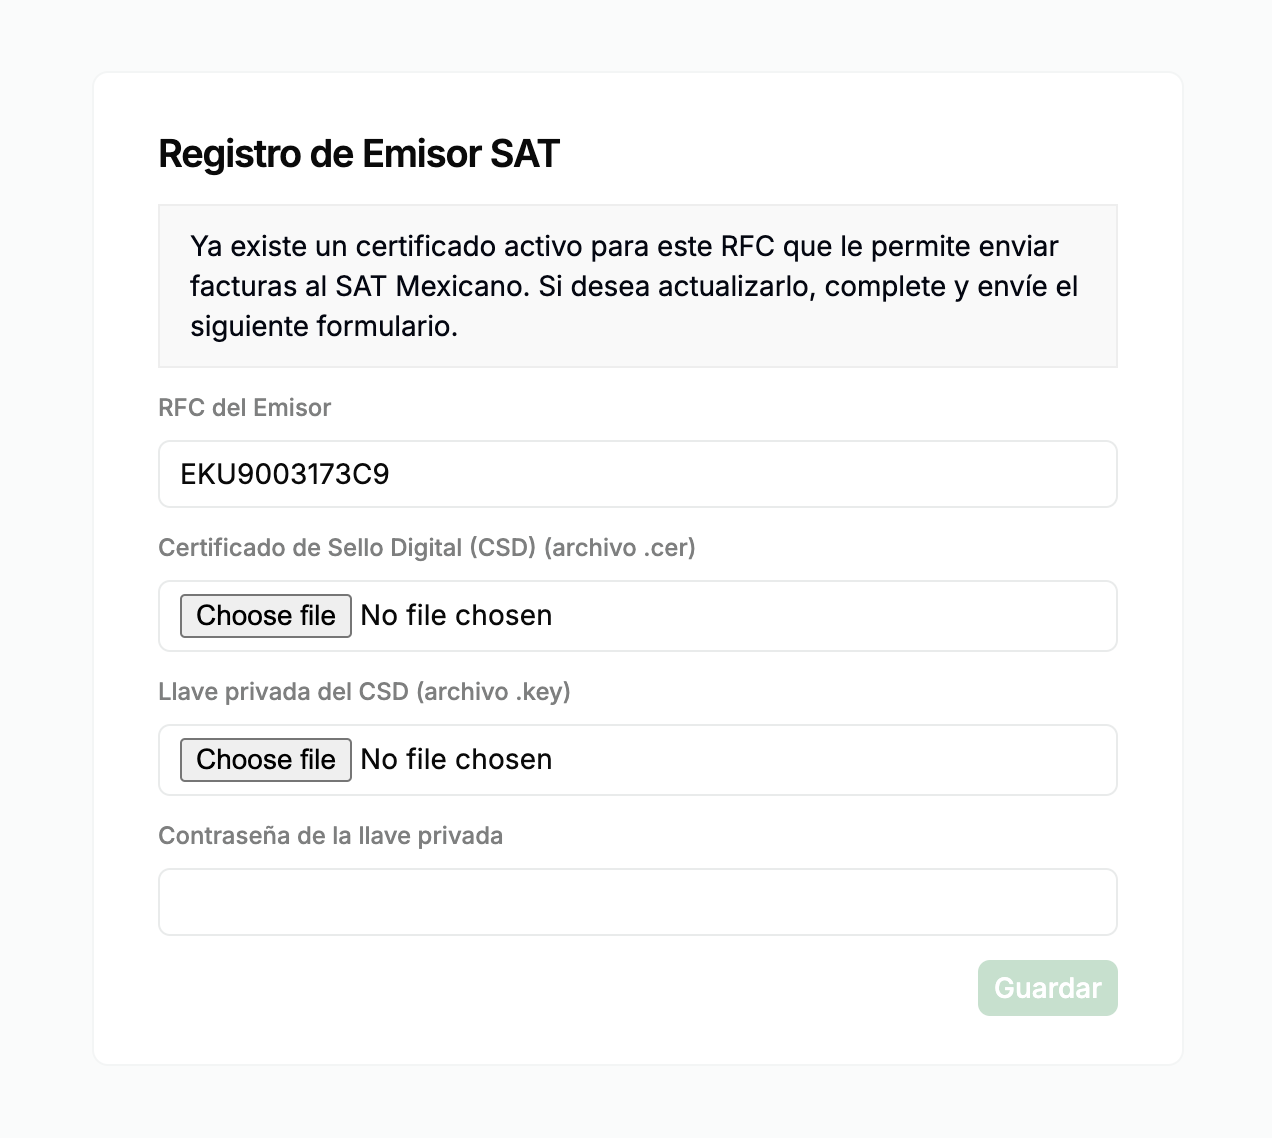 Registro de Emisor SAT
Ya existe un certificado activo para este RFC que le permite enviar
facturas al SAT Mexicano. Si desea actualizarlo, complete y envíe el
siguiente formulario.
RFC del Emisor
EKU9003173C9
Certificado de Sello Digital (CSD) (archivo .cer)
Choose file No file chosen
Llave privada del CSD (archivo .key)
Choose file No file chosen
Contraseña de la llave privada
Guardar